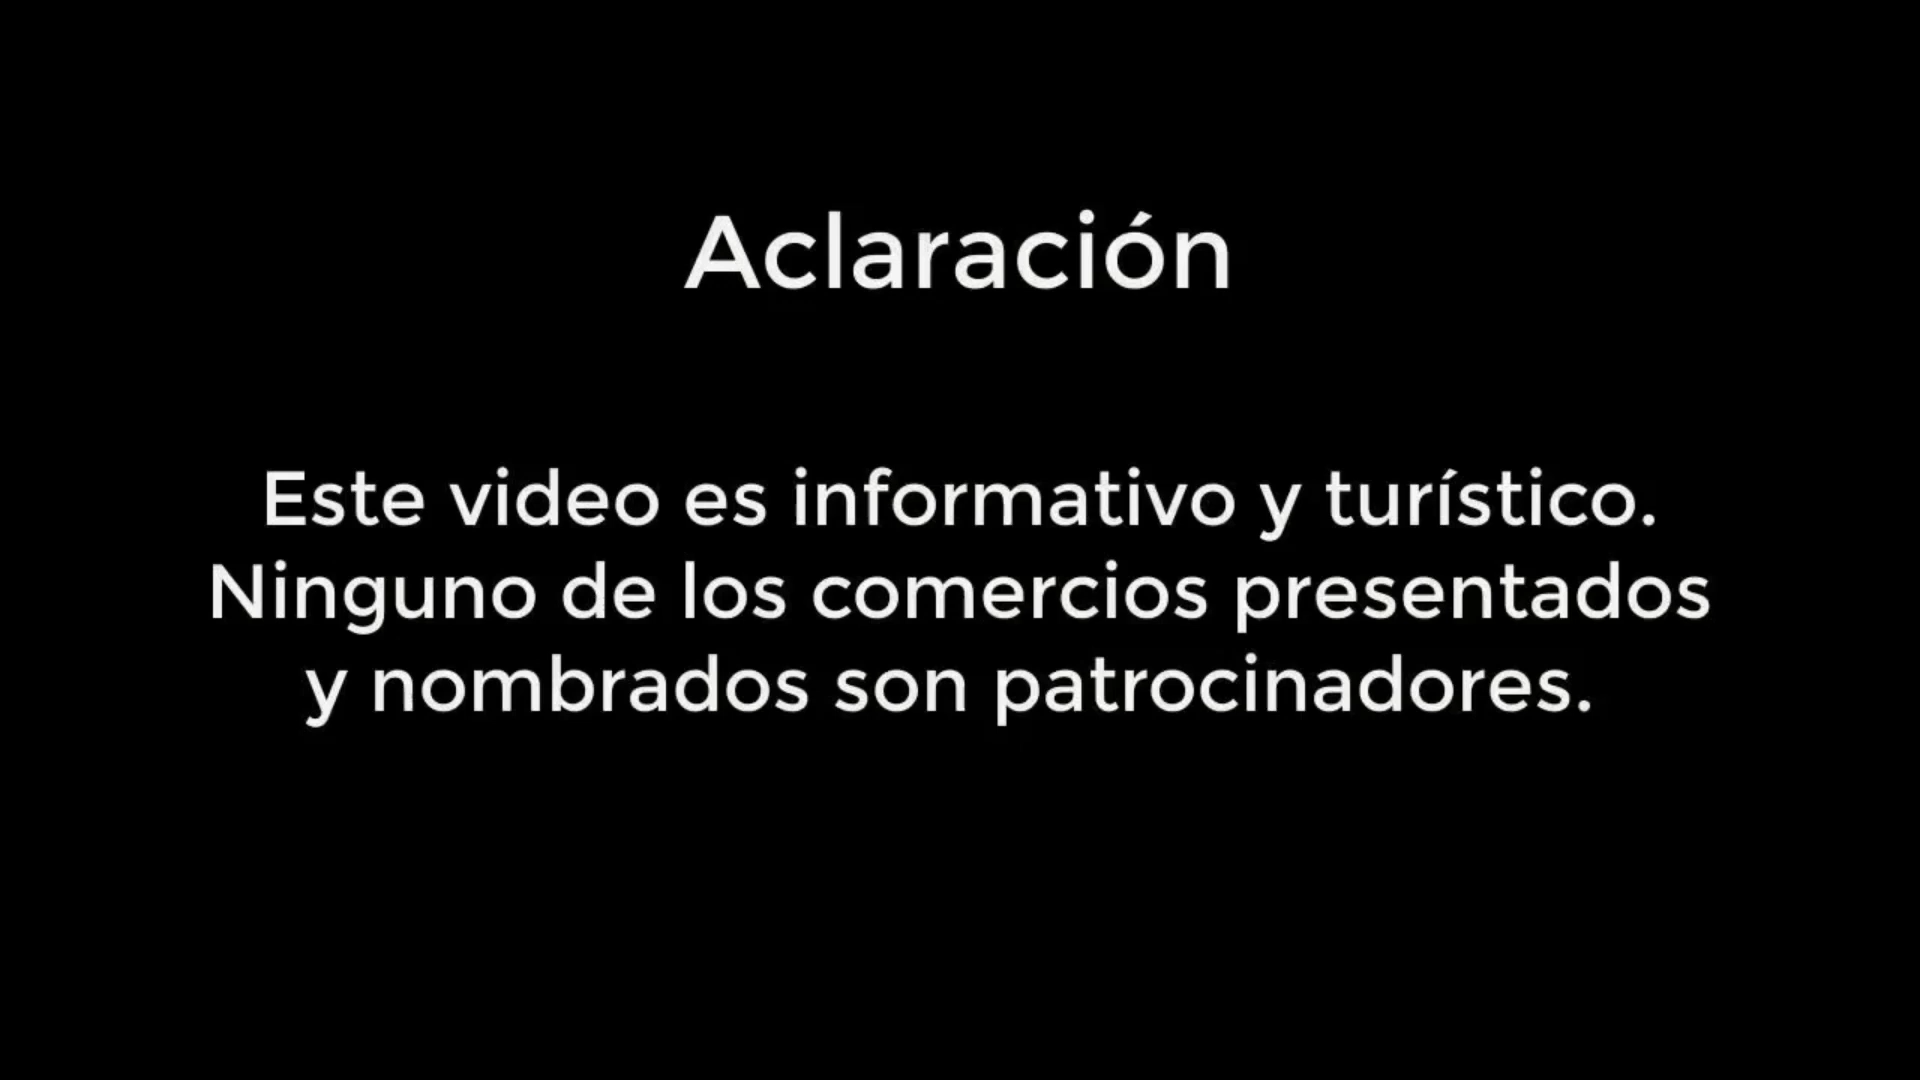 Aclaración
Este video es informativo y turístico.
Ninguno de los comercios presentados
y nombrados son patrocinadores.